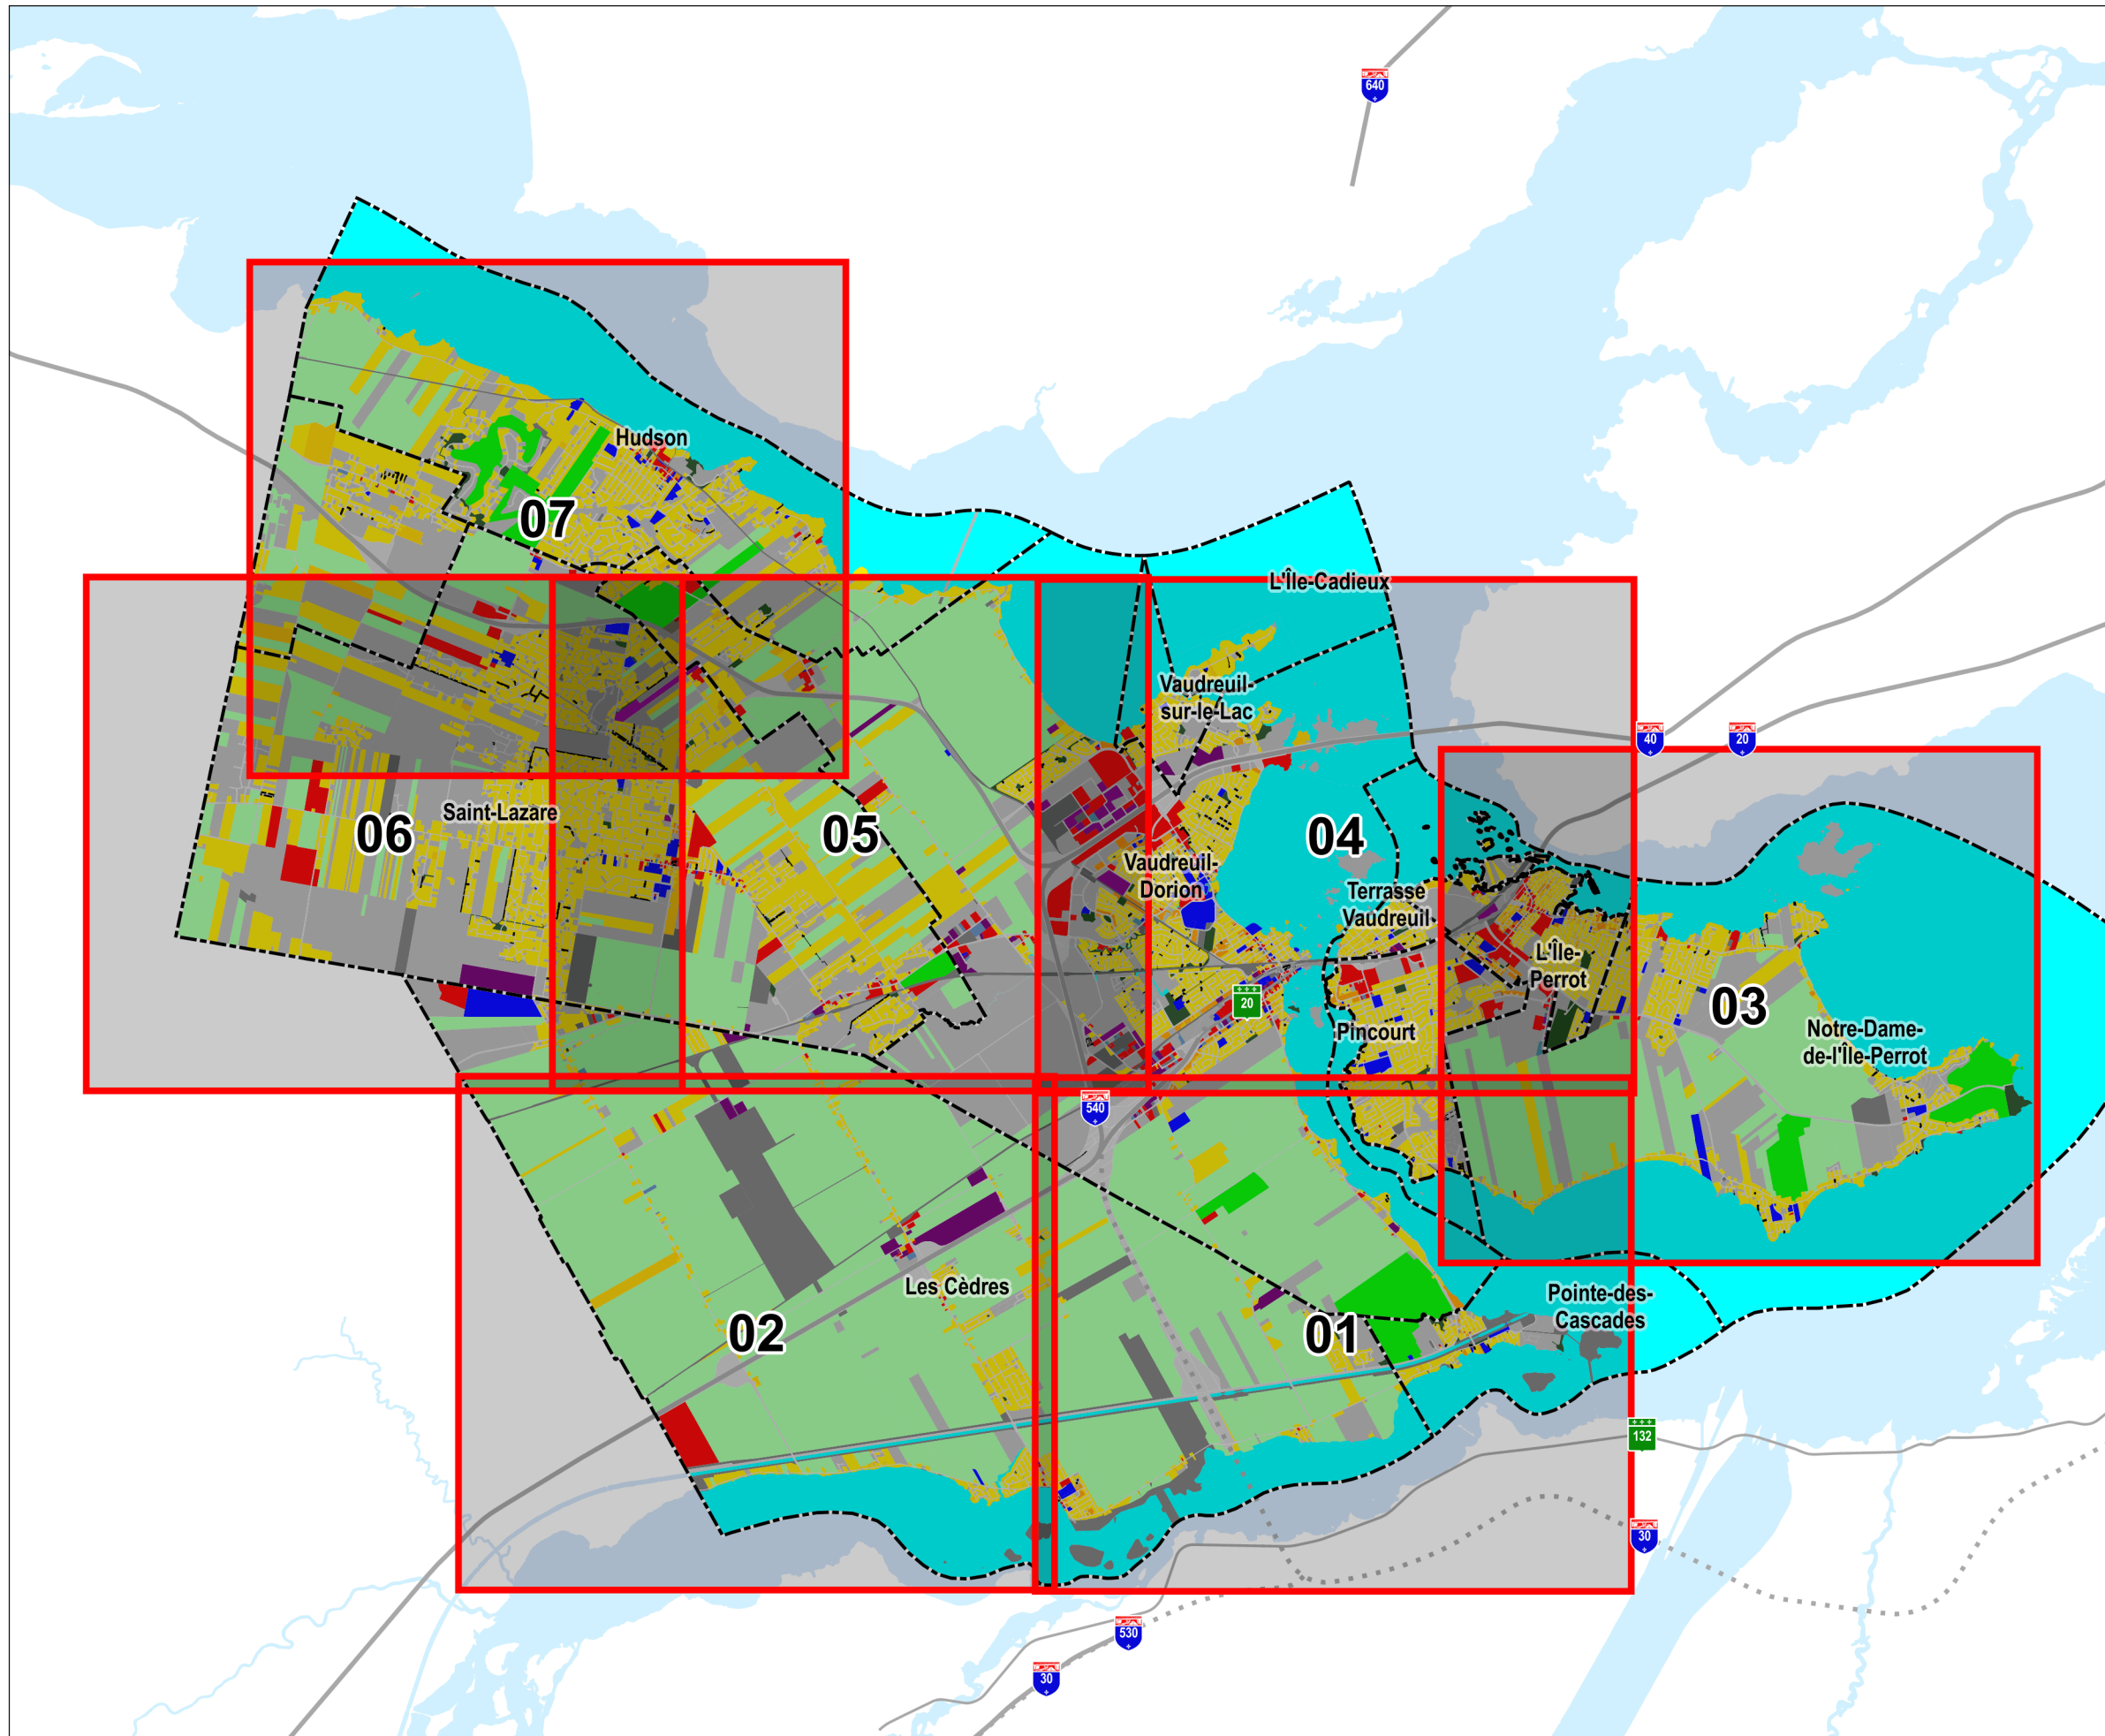 640
Hudson
07
L'Île-Cadieux
Vaudreuil-
sur-le-Lac
40
20
06
Saint-Lazare
05
04
Vaudreuil-
Dorion
Terrasse
Vaudreuil
L'Île-
Perrot
20
03
Pincourt
Notre-Dame-
de-l'Île-Perrot
540
Les Cèdres
02
01
Pointe-des-
Cascades
132
30
530
30